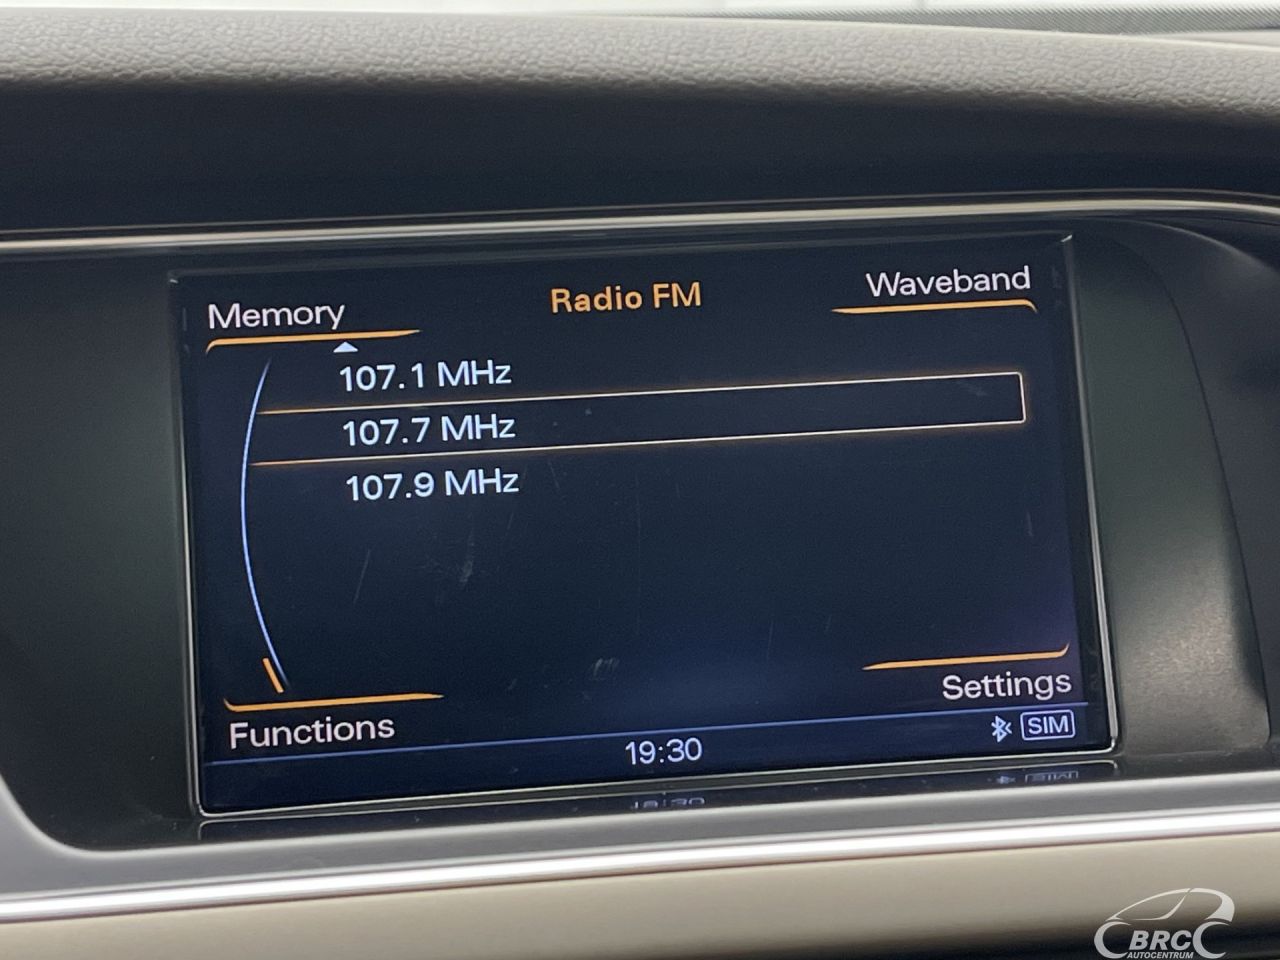 Memory
Radio FM
Waveband
107.1 MHz
107.7 MHz
107.9 MHz
Settings
Functions
19:30
SIM
BRC
AUTOCENTRUM